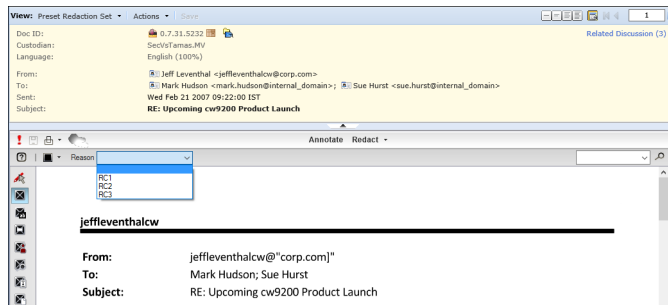 View: Preset Redaction Set Actions Save 1
Doc ID: 0.7.31.5232 Related Discussion (3)
Custodian: SecVsTamas.MV
Language: English (100%)
From: Jeff Leventhal <jeffleventhalcw@corp.com>
To: Mark Hudson <mark.hudson@internal_domain>; Sue Hurst <sue.hurst@internal_domain>
Sent: Wed Feb 21 2007 09:22:00 IST
Subject: RE: Upcoming cw9200 Product Launch
Annotate Redact
Reason
RC1
RC2
RC3
jeffleventhalcw
From: jeffleventhalcw@"corp.com]"
To: Mark Hudson; Sue Hurst
Subject: RE: Upcoming cw9200 Product Launch